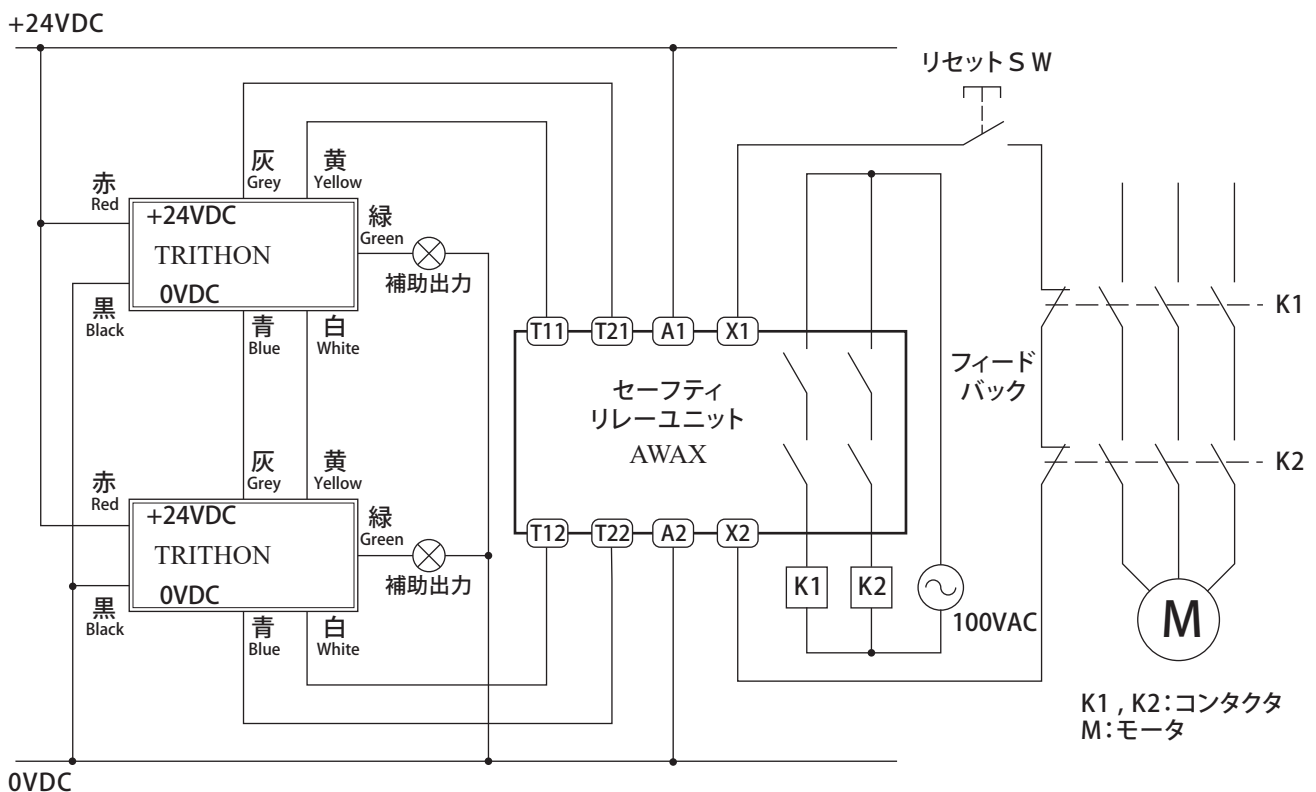 +24VDC
リセットSW
灰
Grey
黄
Yellow
赤
Red
+24VDC
TRITHON
0VDC
緑
Green
補助出力
黒
Black
青
Blue
白
White
T11
T21
A1
X1
K1
セーフティ
リレーユニット
AWAX
フィード
バック
灰
Grey
黄
Yellow
赤
Red
+24VDC
TRITHON
0VDC
緑
Green
補助出力
K2
T12
T22
A2
X2
K1
K2
100VAC
M
黒
Black
青
Blue
白
White
K1 , K2:コンタクタ
M:モータ
0VDC